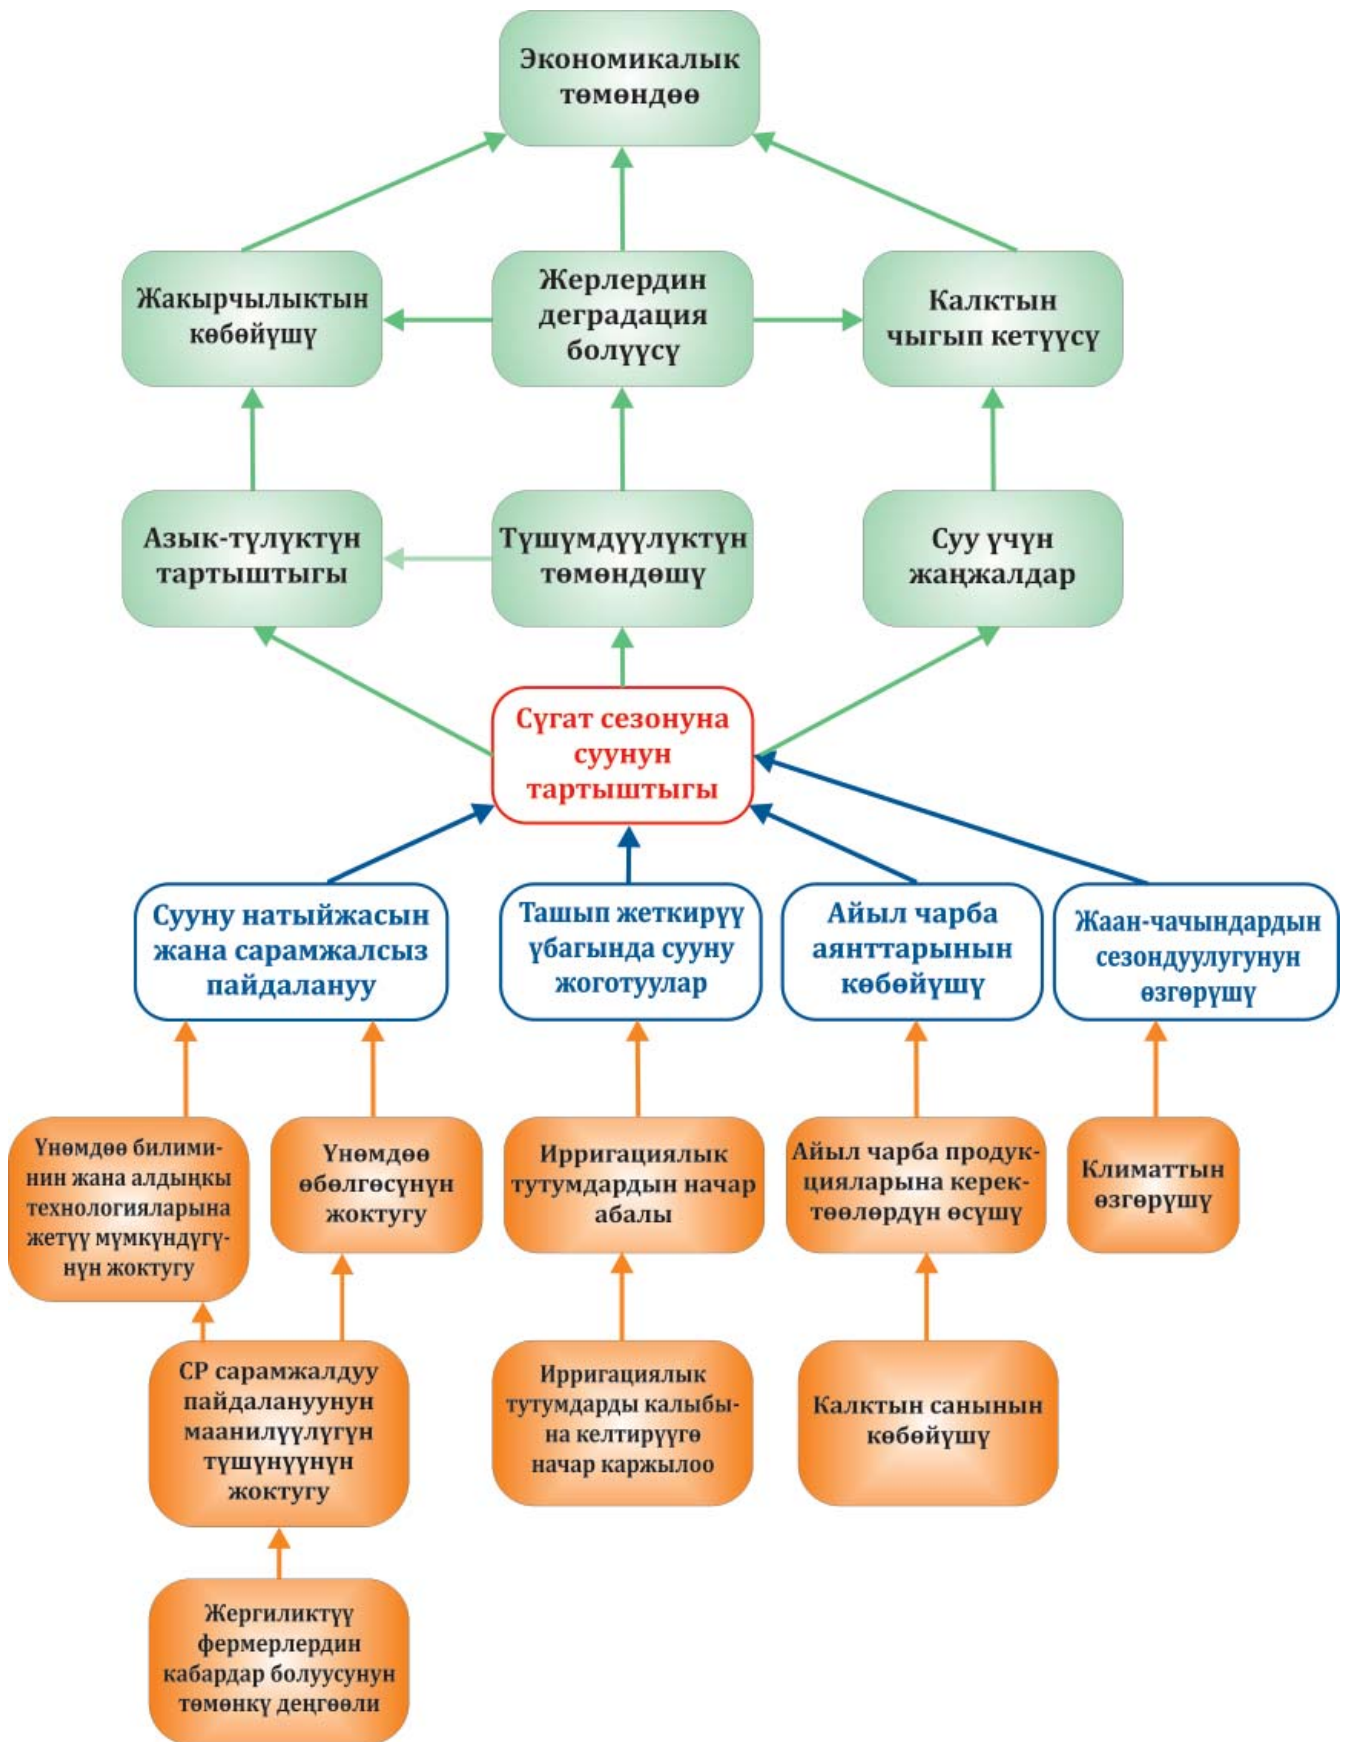 Экономикалык
төмөндөө
Жакырчылыктын
көбөйүшү
Жерлердин
деградация
болүүсү
Калктын
чыгып кетүүсү
Азык-түлүктүн
тартыштыгы
Түшүмдүүлүктүн
төмөндөшү
Суу үчүн
жаңжалдар
Сүгат сезонуна
суунун
тартыштыгы
Сууну натыйжасын
жана сарамжалсыз
пайдалануу
Ташып жеткирүү
үбагында сууну
жоготуулар
Айыл чарба
аянттарынын
көбөйүшү
Жаан-чачындардын
сезондуулугунун
өзгөрүшү
Үнөмдөө билими-
нин жана алдыңкы
технологияларына
жетүү мүмкүндүгү-
нүн жоктугу
Үнөмдөө
өбөлгөсүнүн
жоктугу
Ирригациялык
тутумдардын начар
абалы
Айыл чарба продук-
цияларына керек-
төөлөрдүн өсүшү
Климаттын
өзгөрүшү
СР сарамжалдуу
пайдалануунун
маанилүүлүгүн
түшүнүүнүн
жоктугу
Ирригациялык
тутумдарды калыбы-
на келтирүүгө
начар каржылоо
Калктын санынын
көбөйүшү
Жергиликтүү
фермерлердин
кабардар болуусунун
төмөнкү деңгөөли